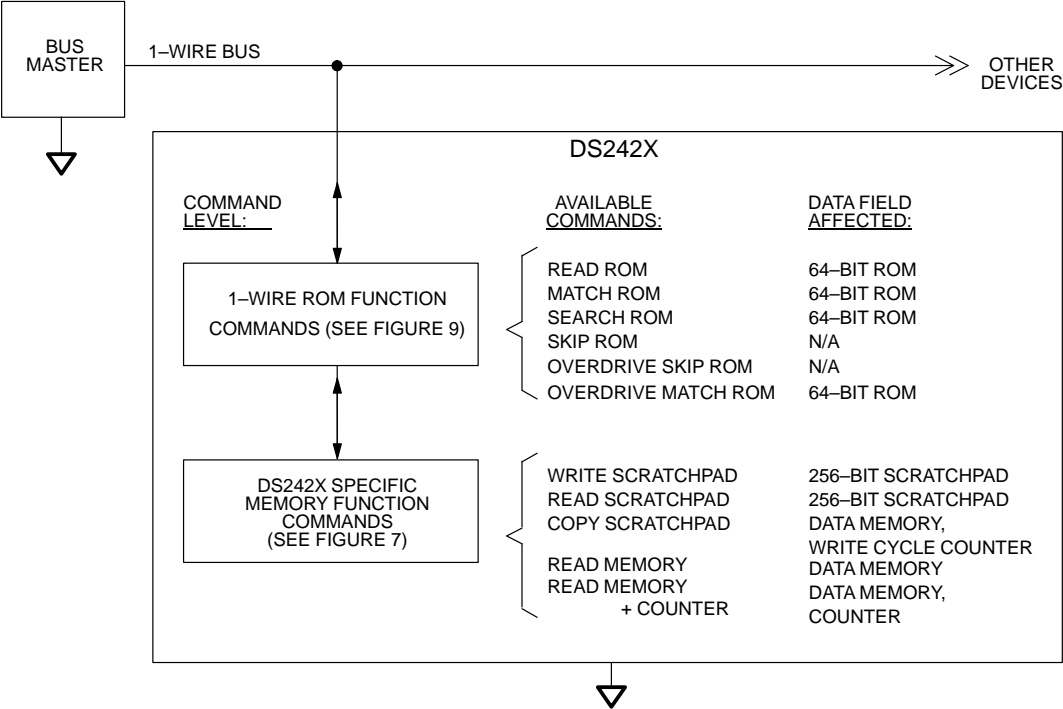 BUS
MASTER
1–WIRE BUS
OTHER
DEVICES
DS242X
COMMAND
LEVEL:
AVAILABLE
COMMANDS:
DATA FIELD
AFFECTED:
1–WIRE ROM FUNCTION
COMMANDS (SEE FIGURE 9)
READ ROM 64–BIT ROM
MATCH ROM 64–BIT ROM
SEARCH ROM 64–BIT ROM
SKIP ROM N/A
OVERDRIVE SKIP ROM N/A
OVERDRIVE MATCH ROM 64–BIT ROM
DS242X SPECIFIC
MEMORY FUNCTION
COMMANDS
(SEE FIGURE 7)
WRITE SCRATCHPAD 256–BIT SCRATCHPAD
READ SCRATCHPAD 256–BIT SCRATCHPAD
COPY SCRATCHPAD DATA MEMORY,
WRITE CYCLE COUNTER
READ MEMORY DATA MEMORY
READ MEMORY DATA MEMORY,
+ COUNTER COUNTER